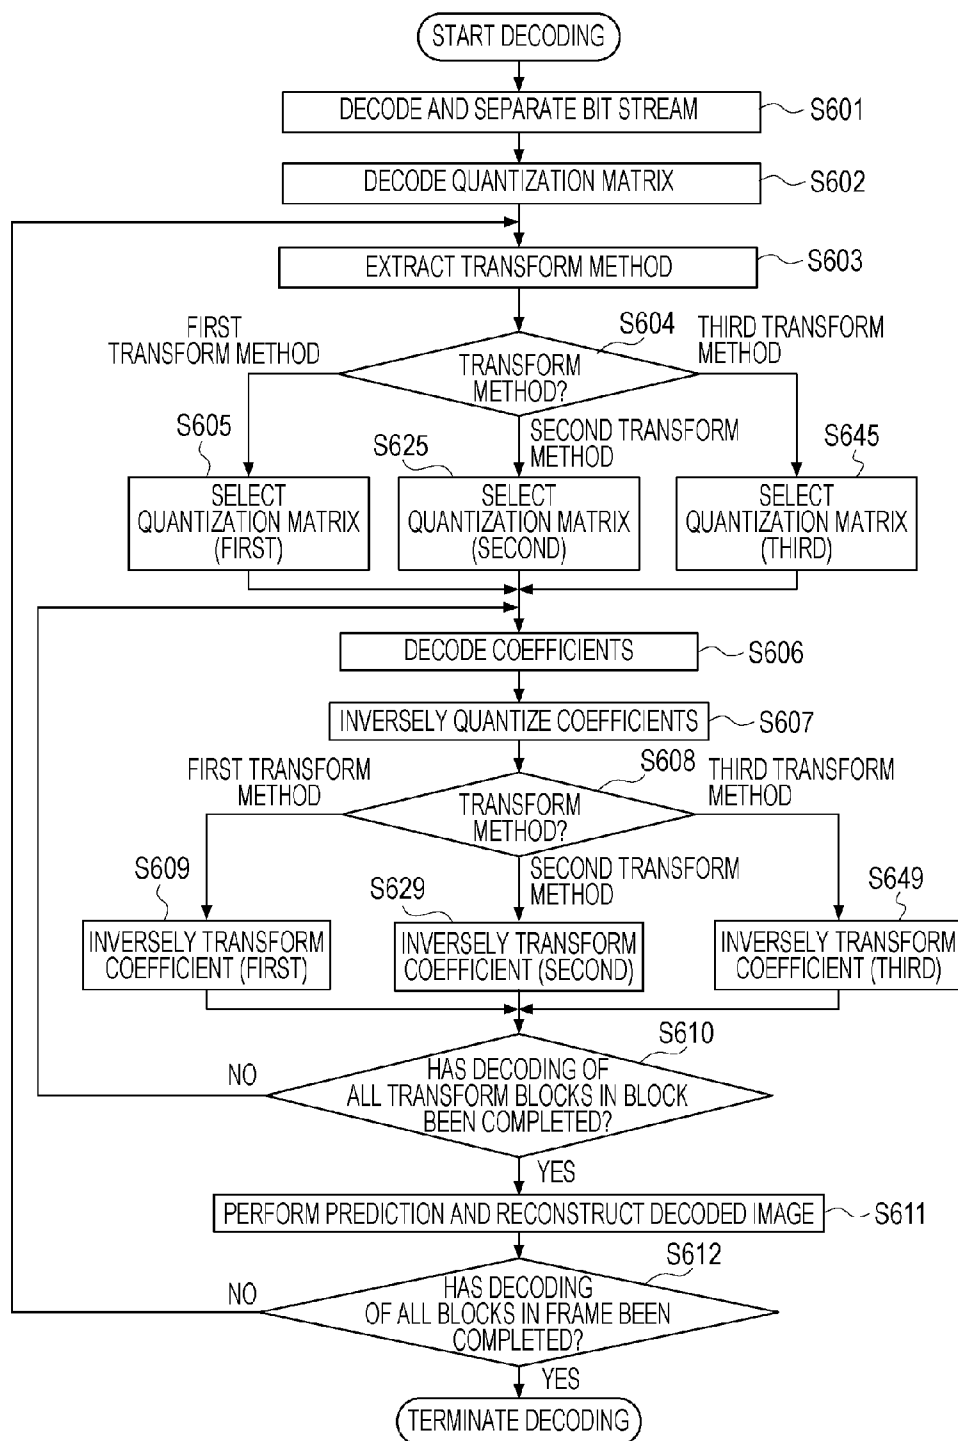 START DECODING
DECODE AND SEPARATE BIT STREAM
S601
DECODE QUANTIZATION MATRIX
S602
EXTRACT TRANSFORM METHOD
S603
S604
FIRST
TRANSFORM METHOD
THIRD TRANSFORM
METHOD
TRANSFORM
METHOD?
SECOND TRANSFORM
METHOD
S605
S625
S645
SELECT
QUANTIZATION MATRIX
(FIRST)
SELECT
QUANTIZATION MATRIX
(SECOND)
SELECT
QUANTIZATION MATRIX
(THIRD)
DECODE COEFFICIENTS
S606
INVERSELY QUANTIZE COEFFICIENTS
S607
S608
FIRST TRANSFORM
METHOD
THIRD TRANSFORM
METHOD
TRANSFORM
METHOD?
SECOND TRANSFORM
METHOD
S609
S629
S649
INVERSELY TRANSFORM
COEFFICIENT (FIRST)
INVERSELY TRANSFORM
COEFFICIENT (SECOND)
INVERSELY TRANSFORM
COEFFICIENT (THIRD)
S610
NO
HAS DECODING OF
ALL TRANSFORM BLOCKS IN BLOCK
BEEN COMPLETED?
YES
PERFORM PREDICTION AND RECONSTRUCT DECODED IMAGE
S611
S612
NO
HAS DECODING
OF ALL BLOCKS IN FRAME BEEN
COMPLETED?
YES
TERMINATE DECODING